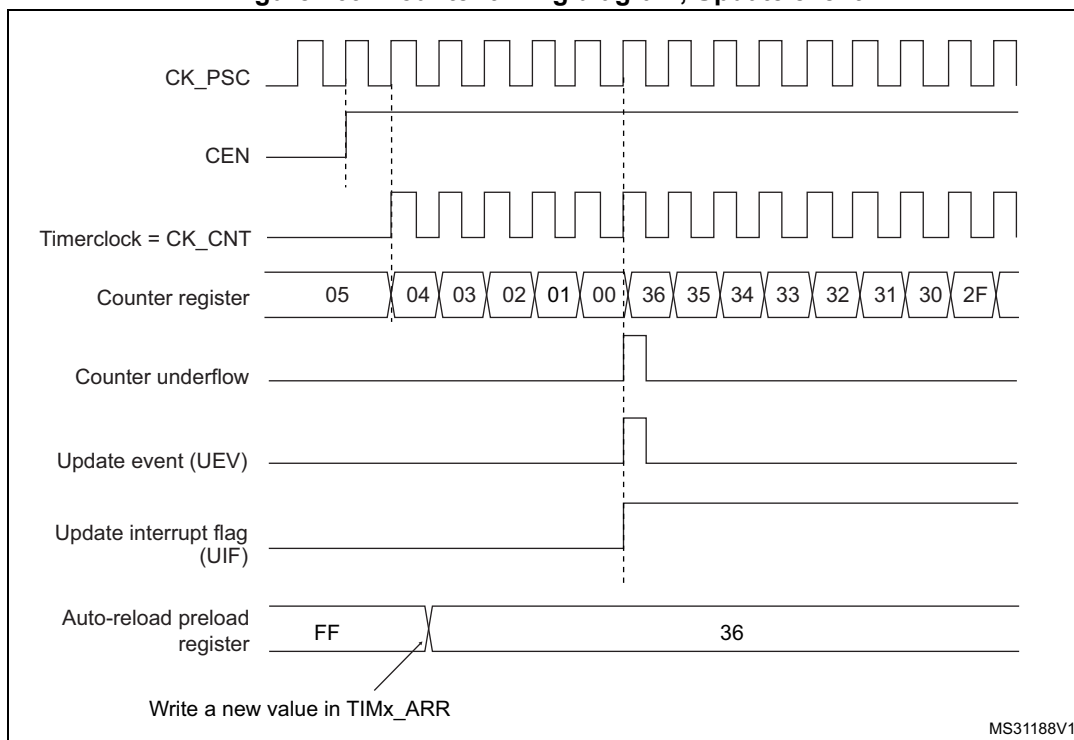 CK_PSC
CEN
Timerclock = CK_CNT
Counter register 05 04 03 02 01 00 36 35 34 33 32 31 30 2F
Counter underflow
Update event (UEV)
Update interrupt flag
(UIF)
Auto-reload preload
register
FF 36
Write a new value in TIMx_ARR
MS31188V1